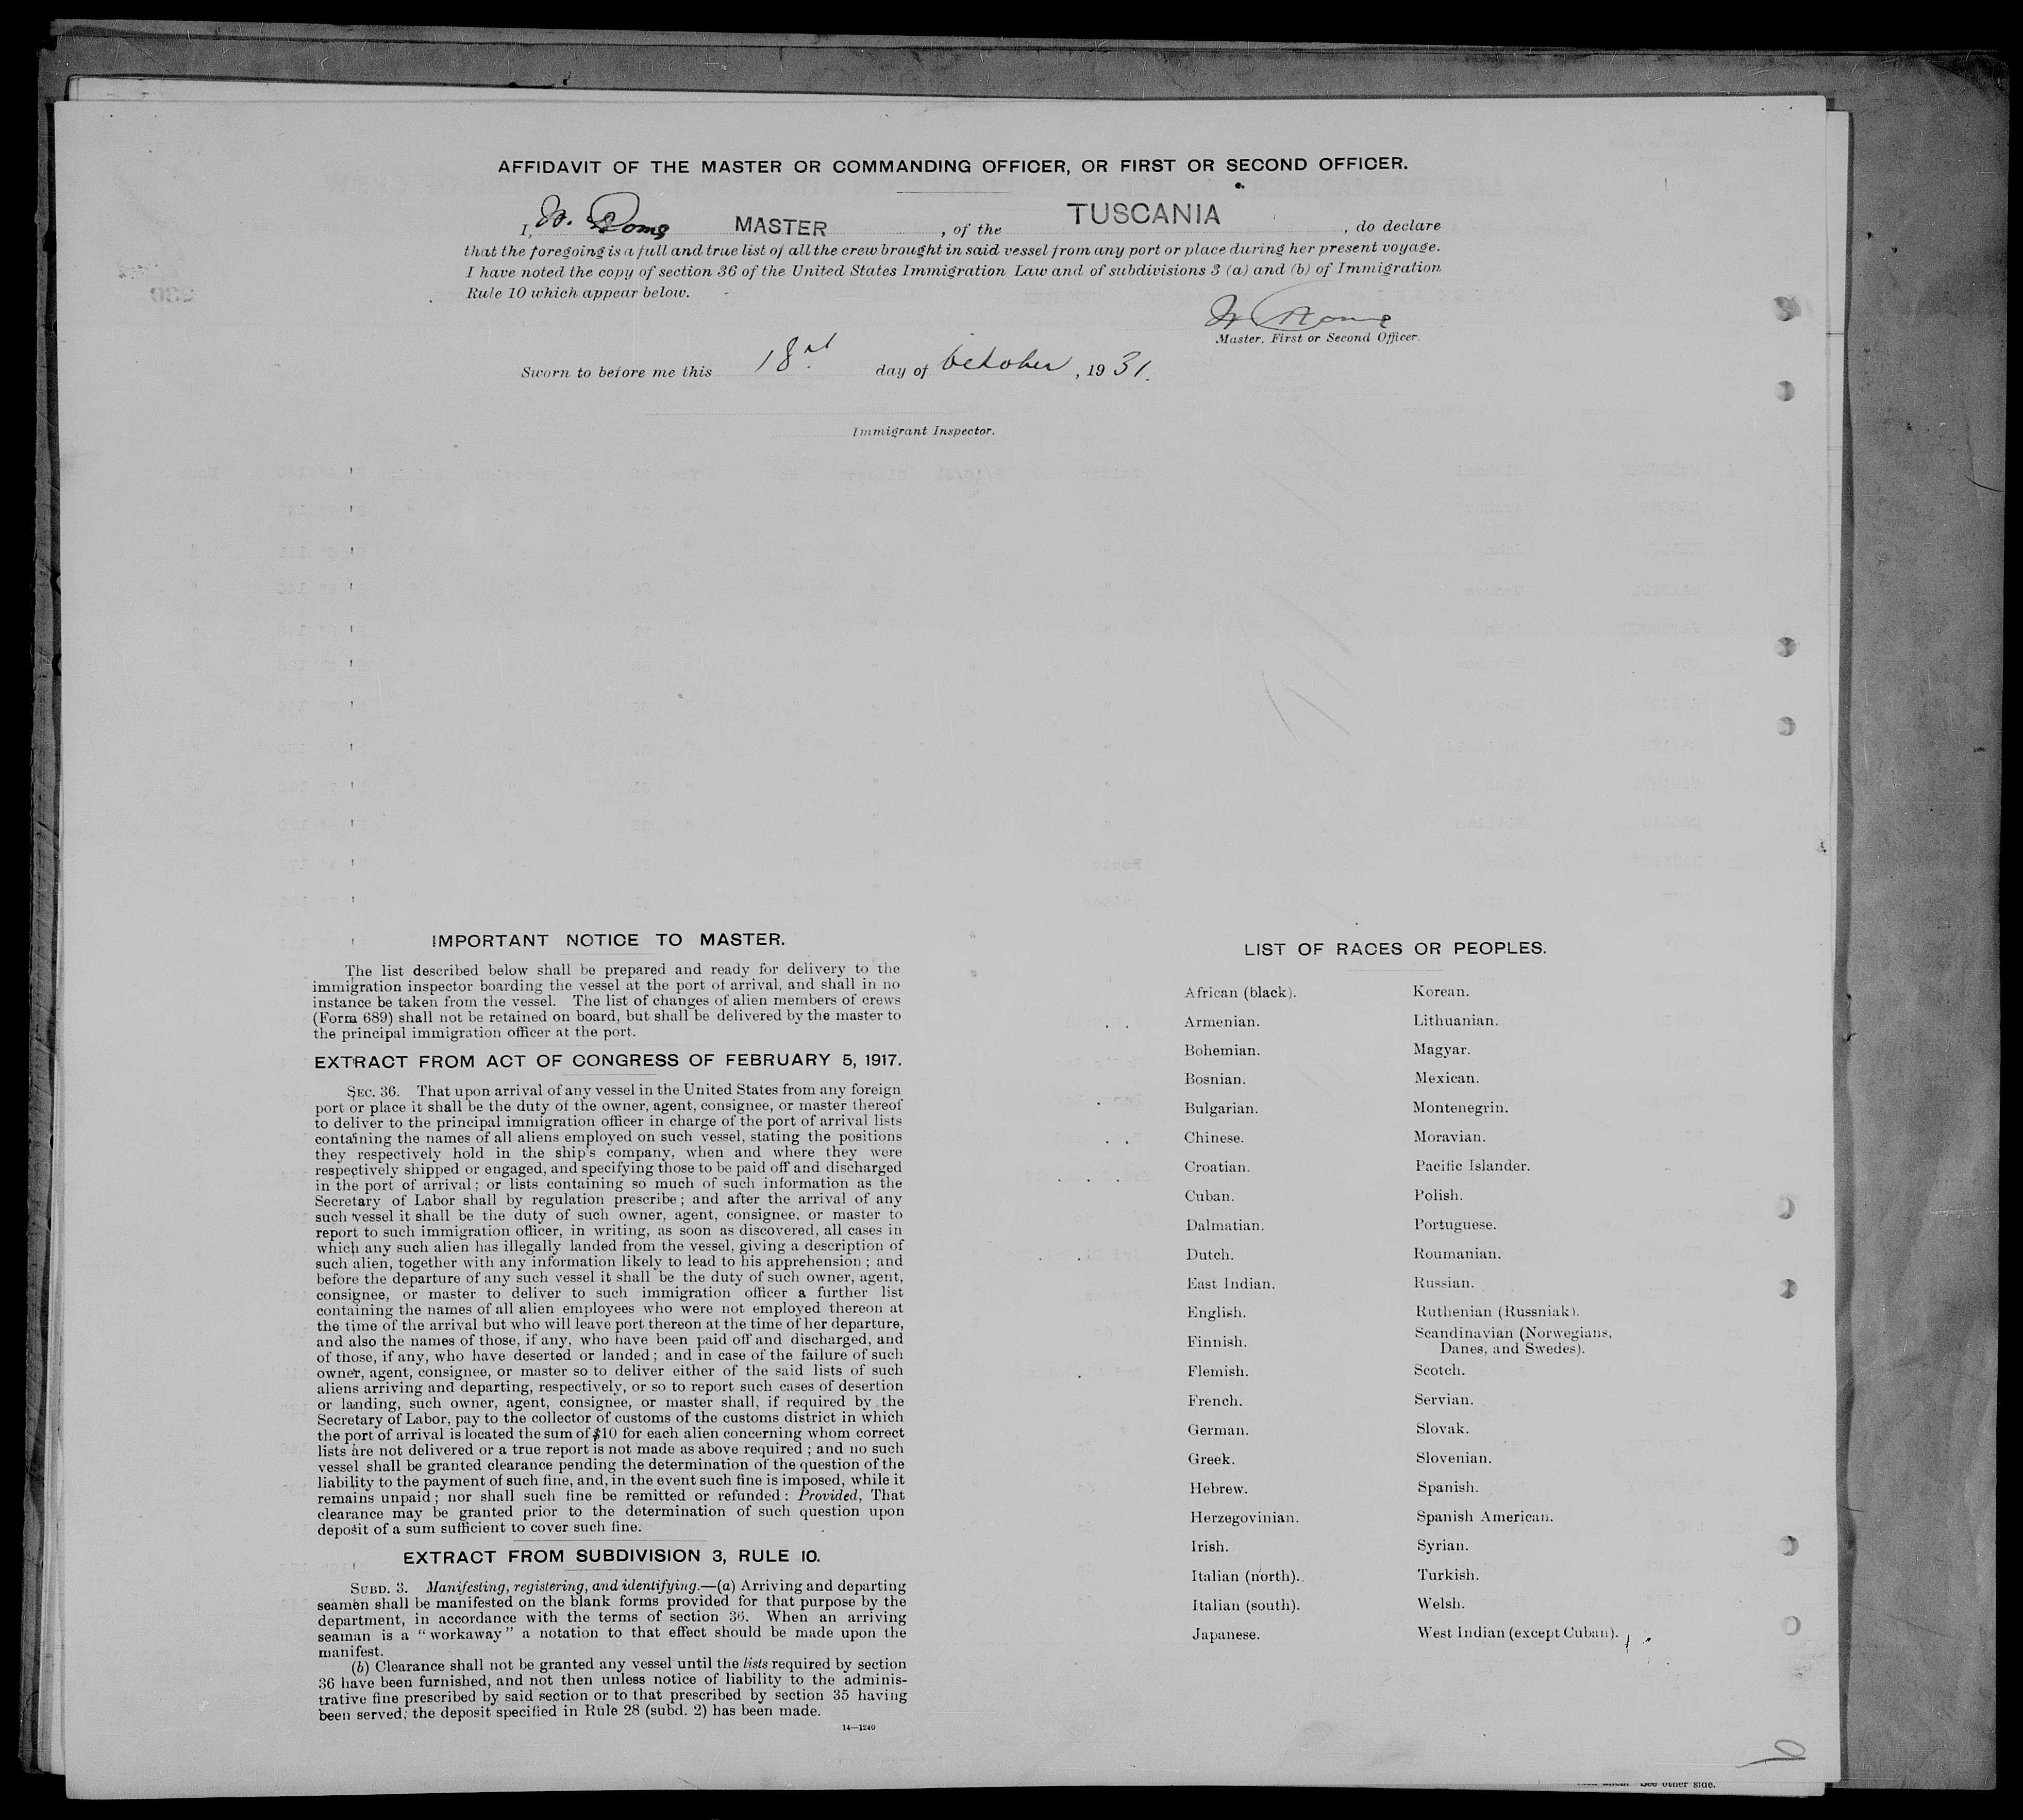 AFFIDAVIT OF THE MASTER OR COMMANDING OFFICER, OR FIRST OR SECOND OFFICER.
I, W. MASTER, of the TUSCANIA, do declare
that the foregoing is a full and true list of all the crew brought in said vessel from any port or place during her present voyage.
I have noted the copy of section 36 of the United States Immigration Law and of subdivisions 3 (a) and (b) of Immigration
Rule 10 which appear below.
Master, First or Second Officer.
Sworn to before me this 18 day of October, 1931.
Immigrant Inspector.
IMPORTANT NOTICE TO MASTER.
The list described below shall be prepared and ready for delivery to the
immigration inspector boarding the vessel at the port of arrival, and shall in no
instance be taken from the vessel. The list of changes of alien members of crews
(Form 689) shall not be retained on board, but shall be delivered by the master to
the principal immigration officer at the port.
EXTRACT FROM ACT OF CONGRESS OF FEBRUARY 5, 1917.
SEC. 36. That upon arrival of any vessel in the United States from any foreign
port or place it shall be the duty of the owner, agent, consignee, or master thereof
to deliver to the principal immigration officer in charge of the port of arrival lists
containing the names of all aliens employed on such vessel, stating the positions
they respectively hold in the ship's company, when and where they were
respectively shipped or engaged, and specifying those to be paid off and discharged
in the port of arrival; or lists containing so much of such information as the
Secretary of Labor shall by regulation prescribe; and after the arrival of any
such vessel it shall be the duty of such owner, agent, consignee, or master to
report to such immigration officer, in writing, as soon as discovered, all cases in
which any such alien has illegally landed from the vessel, giving a description of
such alien, together with any information likely to lead to his apprehension; and
before the departure of any such vessel it shall be the duty of such owner, agent,
consignee, or master to deliver to such immigration officer a further list
containing the names of all alien employees who were not employed thereon at
the time of the arrival but who will leave port thereon at the time of her departure,
and also the names of those, if any, who have been paid off and discharged, and
of those, if any, who have deserted or landed; and in case of the failure of such
owner, agent, consignee, or master so to deliver either of the said lists of such
aliens arriving and departing, respectively, or so to report such cases of desertion
or landing, such owner, agent, consignee, or master shall, if required by the
Secretary of Labor, pay to the collector of customs of the customs district in which
the port of arrival is located the sum of $10 for each alien concerning whom correct
lists are not delivered or a true report is not made as above required; and no such
vessel shall be granted clearance pending the determination of the question of the
liability to the payment of such fine, and, in the event such fine is imposed, while it
remains unpaid; nor shall such fine be remitted or refunded: Provided, That
clearance may be granted prior to the determination of such question upon
deposit of a sum sufficient to cover such fine.
EXTRACT FROM SUBDIVISION 3, RULE 10.
SUBD. 3. Manifesting, registering, and identifying.—(a) Arriving and departing
seamen shall be manifested on the blank forms provided for that purpose by the
department, in accordance with the terms of section 36. When an arriving
seaman is a "workaway" a notation to that effect should be made upon the
manifest.
(b) Clearance shall not be granted any vessel until the lists required by section
36 have been furnished, and not then unless notice of liability to the adminis-
trative fine prescribed by said section or to that prescribed by section 35 having
been served, the deposit specified in Rule 28 (subd. 2) has been made.
14—1240
LIST OF RACES OR PEOPLES.
African (black).
Armenian.
Bohemian.
Bosnian.
Bulgarian.
Chinese.
Croatian.
Cuban.
Dalmatian.
Dutch.
East Indian.
English.
Finnish.
Flemish.
French.
German.
Greek.
Hebrew.
Herzegovinian.
Irish.
Italian (north).
Italian (south).
Japanese.
Korean.
Lithuanian.
Magyar.
Mexican.
Montenegrin.
Moravian.
Pacific Islander.
Polish.
Portuguese.
Roumanian.
Russian.
Ruthenian (Russniak).
Scandinavian (Norwegians,
Danes, and Swedes).
Scotch.
Servian.
Slovak.
Slovenian.
Spanish.
Spanish American.
Syrian.
Turkish.
Welsh.
West Indian (except Cuban).
See other side.